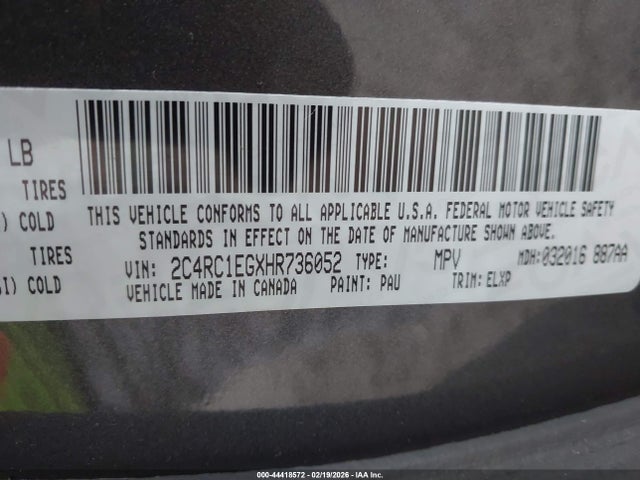 LB
TIRES
) COLD
SI) COLD
THIS VEHICLE CONFORMS TO ALL APPLICABLE U.S.A. FEDERAL MOTOR VEHICLE SAFETY
STANDARDS IN EFFECT ON THE DATE OF MANUFACTURE SHOWN ABOVE.
VIN: 2C4RC1EGXHR736052 TYPE: MPV MDH:032016 887AA
VEHICLE MADE IN CANADA PAINT: PAU TRIM: ELXP
TIRES
000-44418572 - 02/19/2026 - IAA Inc.